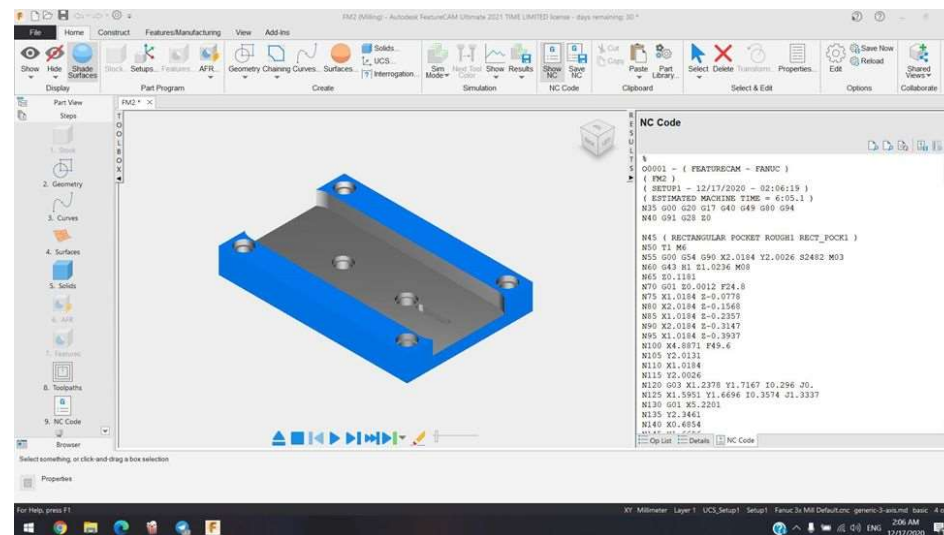 FM2 (Milling) - Autodesk FeatureCAM Ultimate 2021 TIME LIMITED license - days remaining: 30 *
File Home Construct Features/Manufacturing View Add-Ins
Show Hide Shade Surfaces
Stock... Setups... Features... AFR...
Geometry Chaining Curves... Surfaces...
Solids...
UCS...
Interrogation...
Sim Mode Next Tool Color... Show Results
Show NC Save NC
Cut
Copy
Paste Part Library...
Select Delete Transform... Properties...
Edit
Save Now
Reload
Shared Views
Display Part Program Create Simulation NC Code Clipboard Select & Edit Options Collaborate
Part View
FM2 *
Steps
TOOLBOX
RESULTS
1. Stock
2. Geometry
3. Curves
4. Surfaces
5. Solids
6. AFR
7. Features
8. Toolpaths
9. NC Code
Browser
NC Code
%
O0001 - ( FEATURECAM - FANUC )
( FM2 )
( SETUP1 - 12/17/2020 - 02:06:19 )
( ESTIMATED MACHINE TIME = 6:05.1 )
N35 G00 G20 G17 G40 G49 G80 G94
N40 G91 G28 Z0
N45 ( RECTANGULAR POCKET ROUGH1 RECT_POCK1 )
N50 T1 M6
N55 G00 G54 G90 X2.0184 Y2.0026 S2482 M03
N60 G43 H1 Z1.0236 M08
N65 Z0.1181
N70 G01 Z0.0012 F24.8
N75 X1.0184 Z-0.0778
N80 X2.0184 Z-0.1568
N85 X1.0184 Z-0.2357
N90 X2.0184 Z-0.3147
N95 X1.0184 Z-0.3937
N100 X4.8871 F49.6
N105 Y2.0131
N110 X1.0184
N115 Y2.0026
N120 G03 X1.2378 Y1.7167 I0.296 J0.
N125 X1.5951 Y1.6696 I0.3574 J1.3337
N130 G01 X5.2201
N135 Y2.3461
N140 X0.6854
Op List Details NC Code
Select something, or click-and-drag a box selection
Properties
For Help, press F1
XY Millimeter Layer 1 UCS_Setup1 Setup1 Fanuc 3x Mill Default.cnc generic-3-axis.md basic
ENG
2:06 AM
12/17/2020